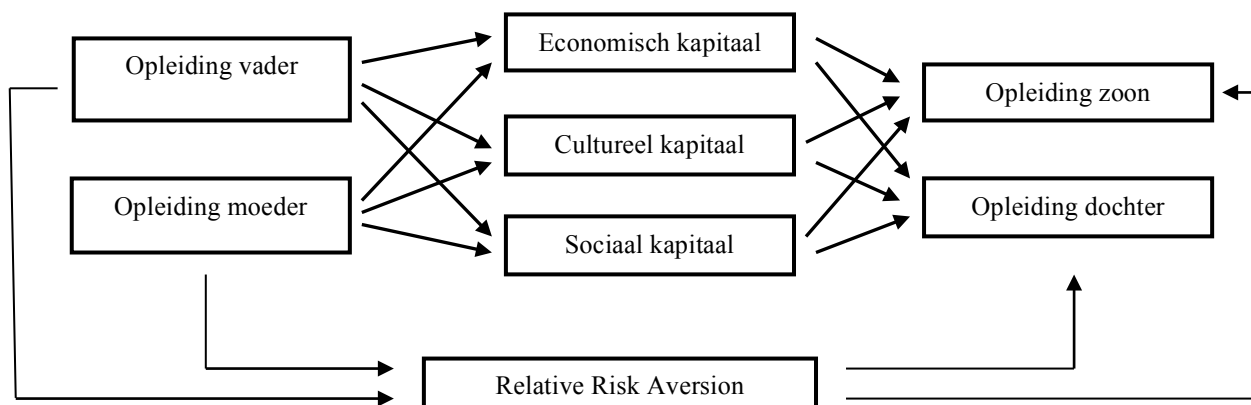 Economisch kapitaal
Opleiding vader
Opleiding zoon
Cultureel kapitaal
Opleiding moeder
Opleiding dochter
Sociaal kapitaal
Relative Risk Aversion